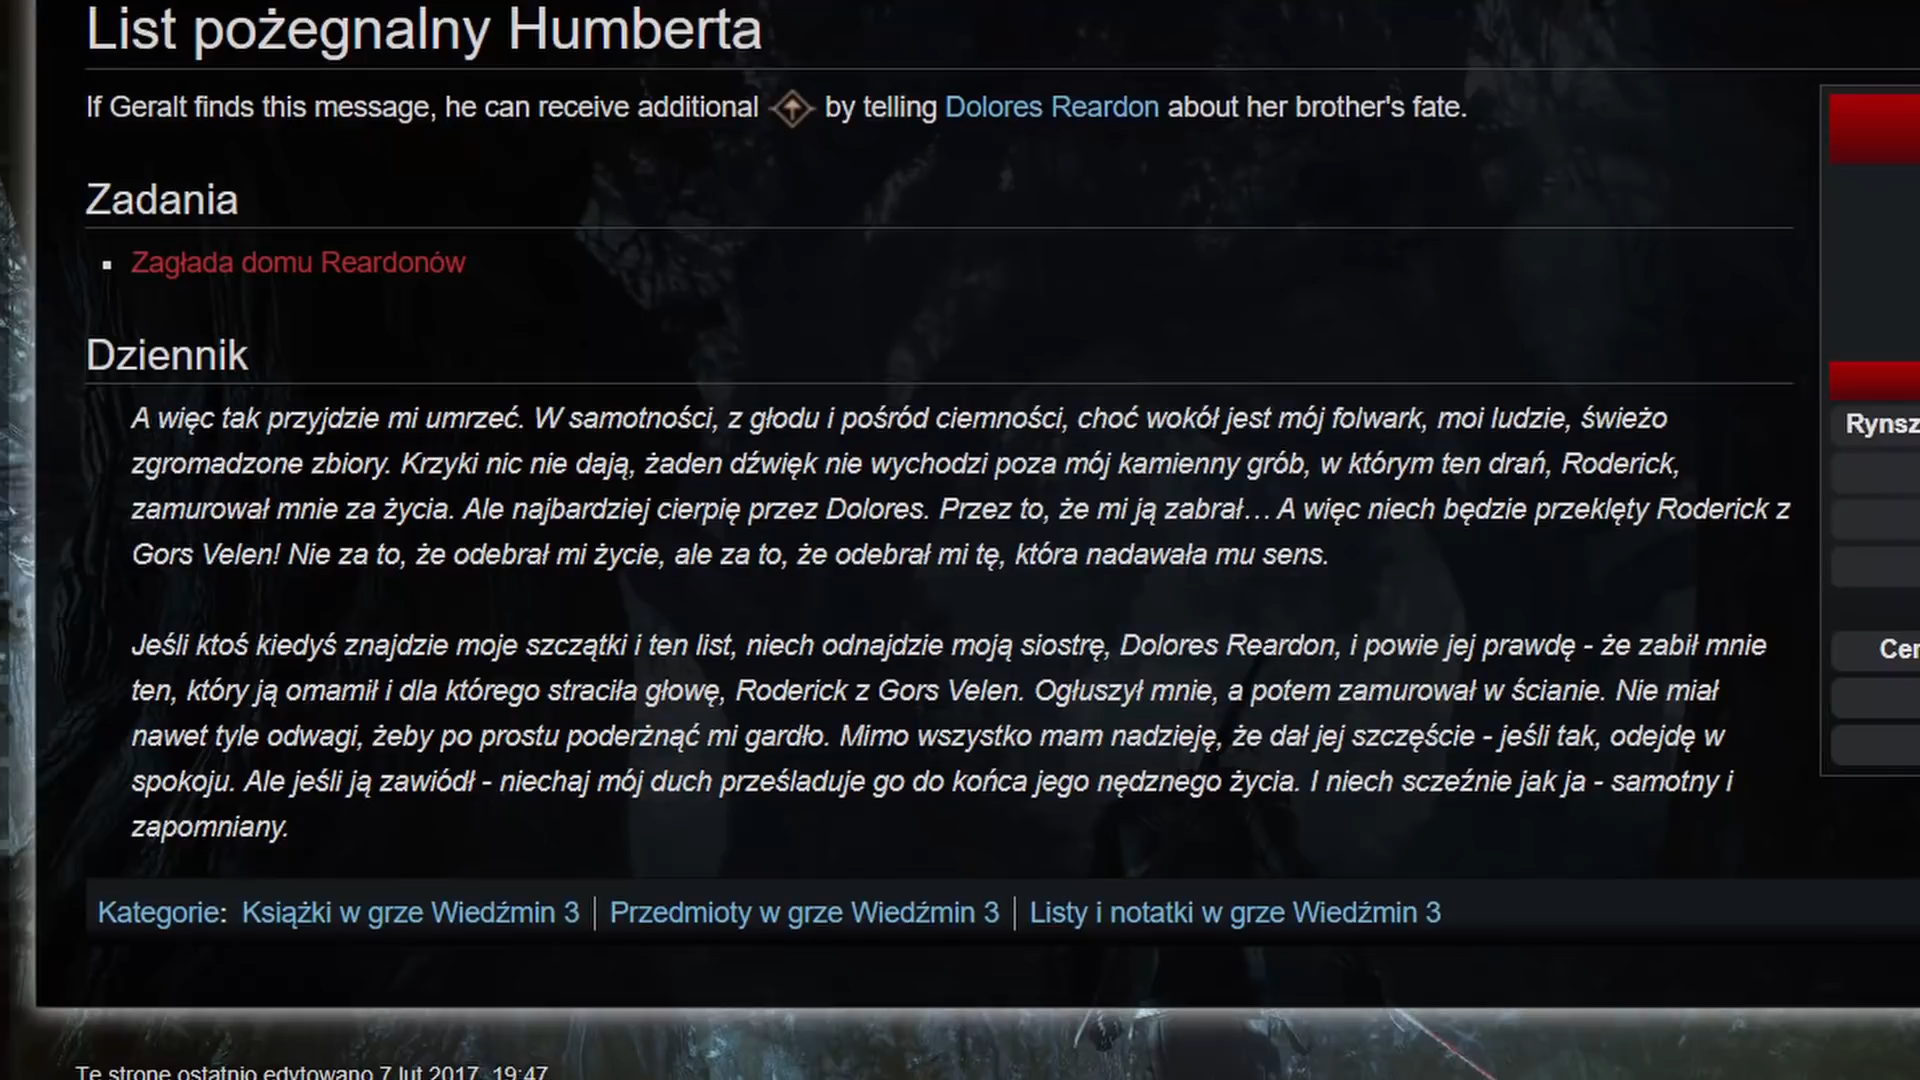 List pożegnalny Humberta
If Geralt finds this message, he can receive additional by telling Dolores Reardon about her brother's fate.
Zadania
Zagłada domu Reardonów
Dziennik
A więc tak przyjdzie mi umrzeć. W samotności, z głodu i pośród ciemności, choć wokół jest mój folwark, moi ludzie, świeżo
zgromadzone zbiory. Krzyki nic nie dają, żaden dźwięk nie wychodzi poza mój kamienny grób, w którym ten drań, Roderick,
zamurował mnie za życia. Ale najbardziej cierpię przez Dolores. Przez to, że mi ją zabrał… A więc niech będzie przeklęty Roderick z
Gors Velen! Nie za to, że odebrał mi życie, ale za to, że odebrał mi tę, która nadawała mu sens.
Jeśli ktoś kiedyś znajdzie moje szczątki i ten list, niech odnajdzie moją siostrę, Dolores Reardon, i powie jej prawdę - że zabił mnie
ten, który ją omamił i dla którego straciła głowę, Roderick z Gors Velen. Ogłuszył mnie, a potem zamurował w ścianie. Nie miał
nawet tyle odwagi, żeby po prostu poderżnąć mi gardło. Mimo wszystko mam nadzieję, że dał jej szczęście - jeśli tak, odejdę w
spokoju. Ale jeśli ją zawiódł - niechaj mój duch prześladuje go do końca jego nędznego życia. I niech sczeźnie jak ja - samotny i
zapomniany.
Rynsz
Cer
Kategorie: Książki w grze Wiedźmin 3 | Przedmioty w grze Wiedźmin 3 | Listy i notatki w grze Wiedźmin 3
Tę stronę ostatnio edytowano 7 lut 2017, 19:47